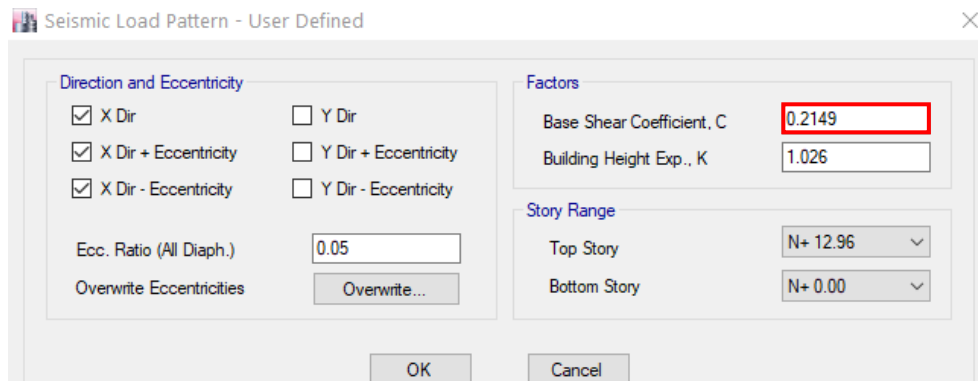 Seismic Load Pattern - User Defined
Direction and Eccentricity
X Dir
Y Dir
X Dir + Eccentricity
Y Dir + Eccentricity
X Dir - Eccentricity
Y Dir - Eccentricity
Ecc. Ratio (All Diaph.)
0.05
Overwrite Eccentricities
Overwrite...
Factors
Base Shear Coefficient, C
0.2149
Building Height Exp., K
1.026
Story Range
Top Story
N+ 12.96
Bottom Story
N+ 0.00
OK
Cancel